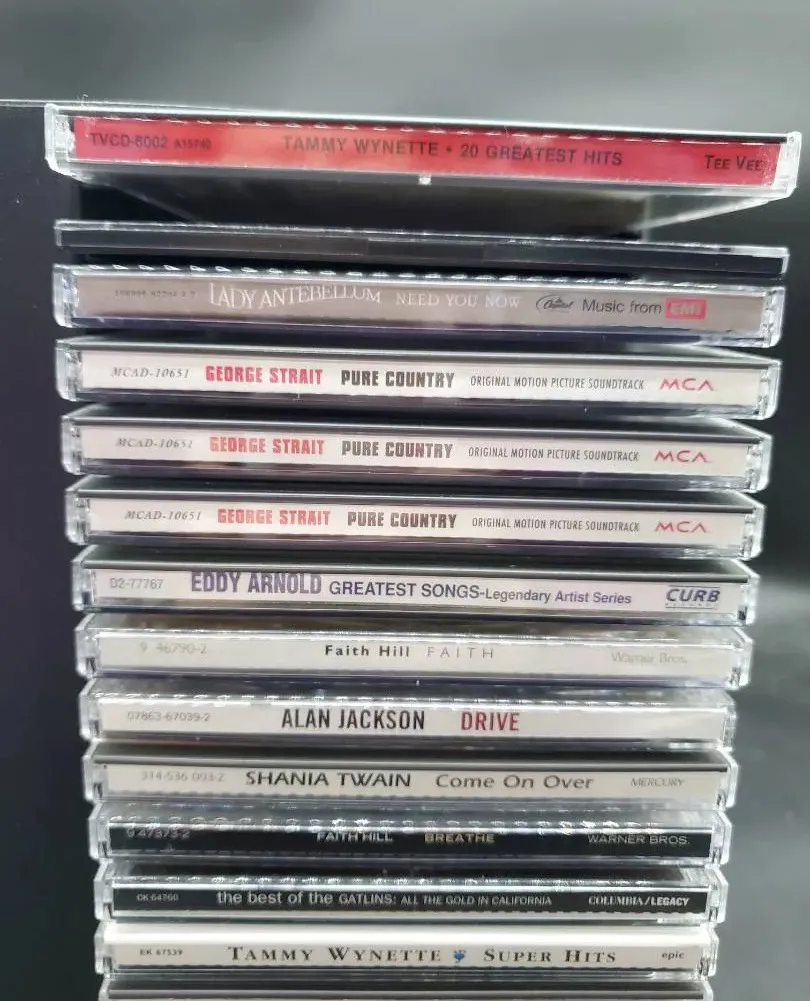 TVCD-8002 A15740 TAMMY WYNETTE • 20 GREATEST HITS TEE VEE
LADY ANTEBELLUM NEED YOU NOW Capitol Music from EMI
MCAD-10651 GEORGE STRAIT PURE COUNTRY ORIGINAL MOTION PICTURE SOUNDTRACK MCA
MCAD-10651 GEORGE STRAIT PURE COUNTRY ORIGINAL MOTION PICTURE SOUNDTRACK MCA
MCAD-10651 GEORGE STRAIT PURE COUNTRY ORIGINAL MOTION PICTURE SOUNDTRACK MCA
D2-77767 EDDY ARNOLD GREATEST SONGS-Legendary Artist Series CURB RECORDS
9 46790-2 Faith Hill FAITH Warner Bros.
07863-67039-2 ALAN JACKSON DRIVE
314-536 003-2 SHANIA TWAIN Come On Over MERCURY
9 47373-2 FAITH HILL BREATHE WARNER BROS.
CK 64760 the best of the GATLINS: ALL THE GOLD IN CALIFORNIA COLUMBIA/LEGACY
EK 67539 TAMMY WYNETTE SUPER HITS epic